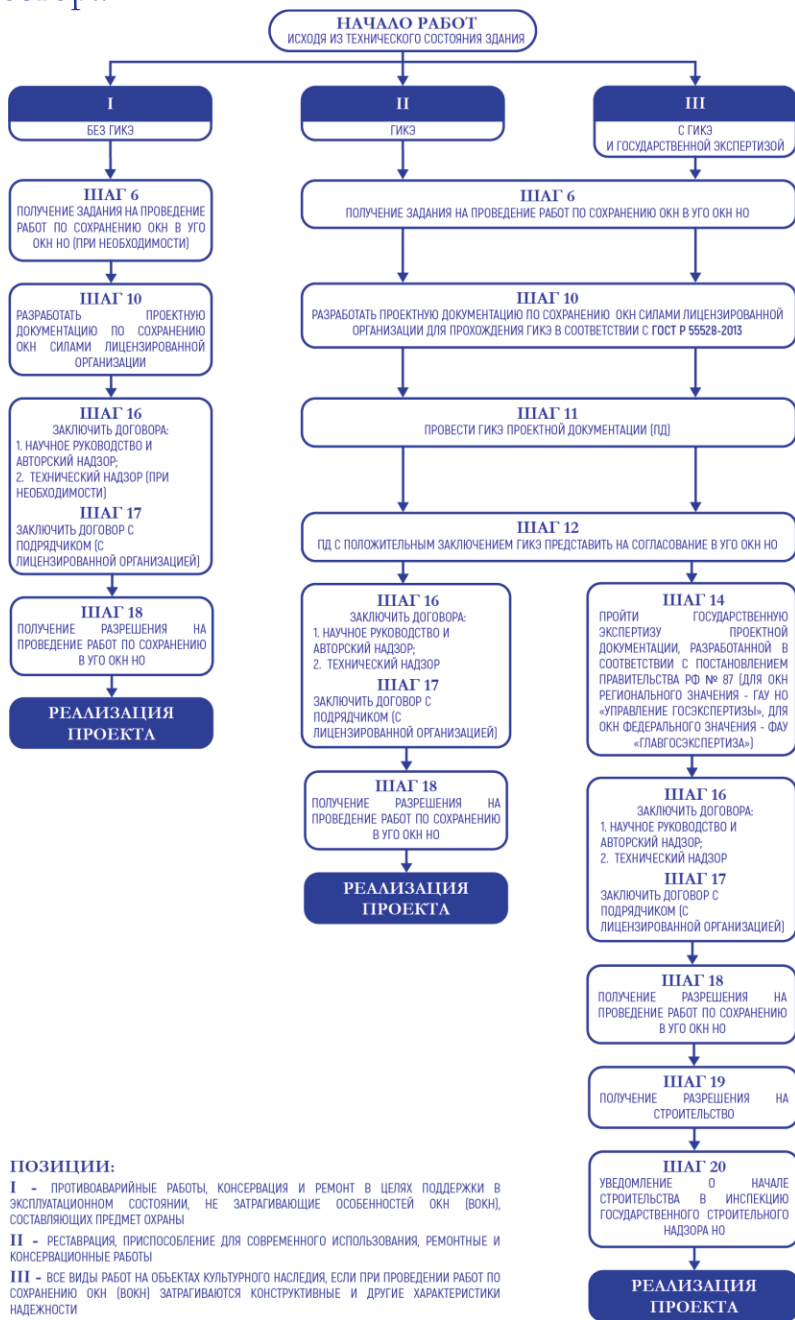 НАЧАЛО РАБОТ
ИСХОДЯ ИЗ ТЕХНИЧЕСКОГО СОСТОЯНИЯ ЗДАНИЯ
I
БЕЗ ГИКЭ
II
ГИКЭ
III
С ГИКЭ
И ГОСУДАРСТВЕННОЙ ЭКСПЕРТИЗОЙ
ШАГ 6
ПОЛУЧЕНИЕ ЗАДАНИЯ НА ПРОВЕДЕНИЕ
РАБОТ ПО СОХРАНЕНИЮ ОКН В УГО
ОКН НО (ПРИ НЕОБХОДИМОСТИ)
ШАГ 10
РАЗРАБОТАТЬ ПРОЕКТНУЮ
ДОКУМЕНТАЦИЮ ПО СОХРАНЕНИЮ
ОКН СИЛАМИ ЛИЦЕНЗИРОВАННОЙ
ОРГАНИЗАЦИИ
ШАГ 16
ЗАКЛЮЧИТЬ ДОГОВОРА:
1. НАУЧНОЕ РУКОВОДСТВО И
АВТОРСКИЙ НАДЗОР;
2. ТЕХНИЧЕСКИЙ НАДЗОР (ПРИ
НЕОБХОДИМОСТИ)
ШАГ 17
ЗАКЛЮЧИТЬ ДОГОВОР С
ПОДРЯДЧИКОМ (С
ЛИЦЕНЗИРОВАННОЙ ОРГАНИЗАЦИЕЙ)
ШАГ 18
ПОЛУЧЕНИЕ РАЗРЕШЕНИЯ НА
ПРОВЕДЕНИЕ РАБОТ ПО СОХРАНЕНИЮ
В УГО ОКН НО
РЕАЛИЗАЦИЯ
ПРОЕКТА
ШАГ 6
ПОЛУЧЕНИЕ ЗАДАНИЯ НА ПРОВЕДЕНИЕ РАБОТ ПО СОХРАНЕНИЮ ОКН В УГО ОКН НО
ШАГ 10
РАЗРАБОТАТЬ ПРОЕКТНУЮ ДОКУМЕНТАЦИЮ ПО СОХРАНЕНИЮ ОКН СИЛАМИ ЛИЦЕНЗИРОВАННОЙ
ОРГАНИЗАЦИИ ДЛЯ ПРОХОЖДЕНИЯ ГИКЭ В СООТВЕТСТВИИ С ГОСТ Р 55528-2013
ШАГ 11
ПРОВЕСТИ ГИКЭ ПРОЕКТНОЙ ДОКУМЕНТАЦИИ (ПД)
ШАГ 12
ПД С ПОЛОЖИТЕЛЬНЫМ ЗАКЛЮЧЕНИЕМ ГИКЭ ПРЕДСТАВИТЬ НА СОГЛАСОВАНИЕ В УГО ОКН НО
ШАГ 16
ЗАКЛЮЧИТЬ ДОГОВОРА:
1. НАУЧНОЕ РУКОВОДСТВО И
АВТОРСКИЙ НАДЗОР;
2. ТЕХНИЧЕСКИЙ НАДЗОР
ШАГ 17
ЗАКЛЮЧИТЬ ДОГОВОР С
ПОДРЯДЧИКОМ (С
ЛИЦЕНЗИРОВАННОЙ ОРГАНИЗАЦИЕЙ)
ШАГ 18
ПОЛУЧЕНИЕ РАЗРЕШЕНИЯ НА
ПРОВЕДЕНИЕ РАБОТ ПО СОХРАНЕНИЮ
В УГО ОКН НО
РЕАЛИЗАЦИЯ
ПРОЕКТА
ШАГ 14
ПРОЙТИ ГОСУДАРСТВЕННУЮ
ЭКСПЕРТИЗУ ПРОЕКТНОЙ
ДОКУМЕНТАЦИИ, РАЗРАБОТАННОЙ В
СООТВЕТСТВИИ С ПОСТАНОВЛЕНИЕМ
ПРАВИТЕЛЬСТВА РФ № 87 (ДЛЯ ОКН
РЕГИОНАЛЬНОГО ЗНАЧЕНИЯ - ГАУ НО
«УПРАВЛЕНИЕ ГОСЭКСПЕРТИЗЫ», ДЛЯ
ОКН ФЕДЕРАЛЬНОГО ЗНАЧЕНИЯ - ФАУ
«ГЛАВГОСЭКСПЕРТИЗА»)
ШАГ 16
ЗАКЛЮЧИТЬ ДОГОВОРА:
1. НАУЧНОЕ РУКОВОДСТВО И
АВТОРСКИЙ НАДЗОР;
2. ТЕХНИЧЕСКИЙ НАДЗОР
ШАГ 17
ЗАКЛЮЧИТЬ ДОГОВОР С
ПОДРЯДЧИКОМ (С
ЛИЦЕНЗИРОВАННОЙ ОРГАНИЗАЦИЕЙ)
ШАГ 18
ПОЛУЧЕНИЕ РАЗРЕШЕНИЯ НА
ПРОВЕДЕНИЕ РАБОТ ПО СОХРАНЕНИЮ
В УГО ОКН НО
ШАГ 19
ПОЛУЧЕНИЕ РАЗРЕШЕНИЯ НА
СТРОИТЕЛЬСТВО
ШАГ 20
УВЕДОМЛЕНИЕ О НАЧАЛЕ
СТРОИТЕЛЬСТВА В ИНСПЕКЦИЮ
ГОСУДАРСТВЕННОГО СТРОИТЕЛЬНОГО
НАДЗОРА НО
РЕАЛИЗАЦИЯ
ПРОЕКТА
ПОЗИЦИИ:
I - ПРОТИВОАВАРИЙНЫЕ РАБОТЫ, КОНСЕРВАЦИЯ И РЕМОНТ В ЦЕЛЯХ ПОДДЕРЖКИ В
ЭКСПЛУАТАЦИОННОМ СОСТОЯНИИ, НЕ ЗАТРАГИВАЮЩИЕ ОСОБЕННОСТЕЙ ОКН (ВОКН),
СОСТАВЛЯЮЩИХ ПРЕДМЕТ ОХРАНЫ
II - РЕСТАВРАЦИЯ, ПРИСПОСОБЛЕНИЕ ДЛЯ СОВРЕМЕННОГО ИСПОЛЬЗОВАНИЯ, РЕМОНТНЫЕ И
КОНСЕРВАЦИОННЫЕ РАБОТЫ
III - ВСЕ ВИДЫ РАБОТ НА ОБЪЕКТАХ КУЛЬТУРНОГО НАСЛЕДИЯ, ЕСЛИ ПРИ ПРОВЕДЕНИИ РАБОТ ПО
СОХРАНЕНИЮ ОКН (ВОКН) ЗАТРАГИВАЮТСЯ КОНСТРУКТИВНЫЕ И ДРУГИЕ ХАРАКТЕРИСТИКИ
НАДЕЖНОСТИ